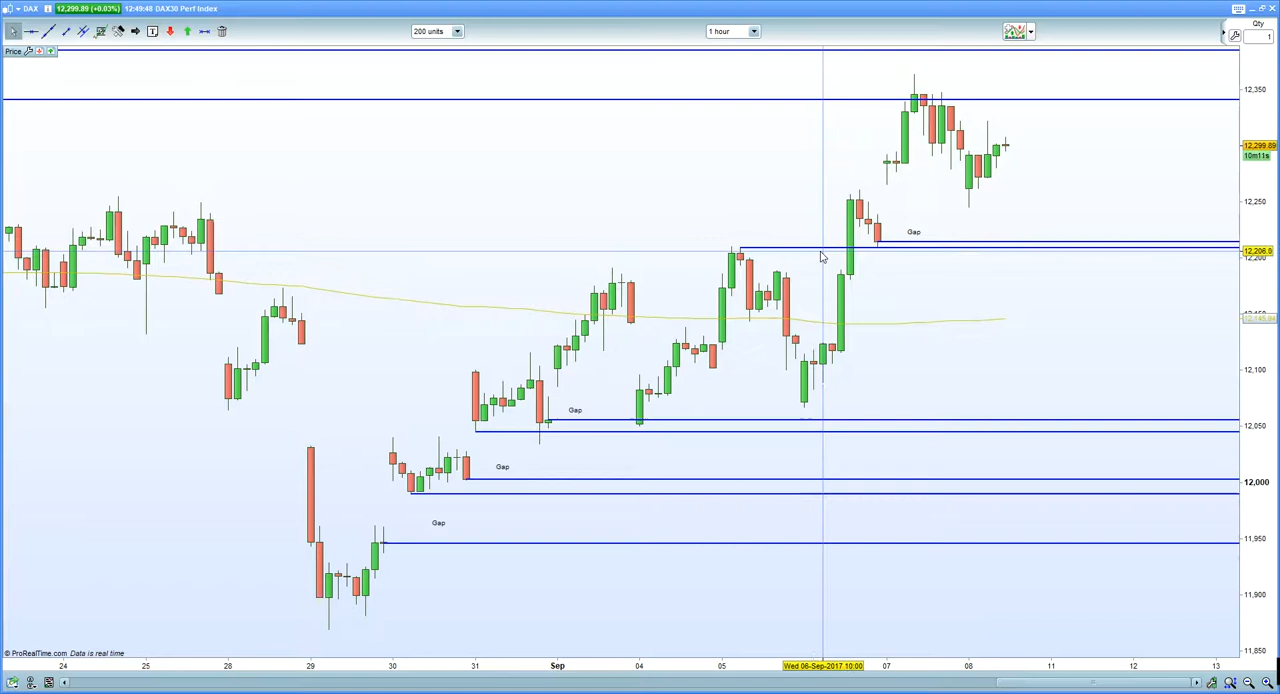 DAX 12,299.89 (+0.03%) 12:49:48 DAX30 Perf Index
Qty
200 units 1 hour 1
Price
12,350
12,299.89
10m11s
12,250
Gap
12,206.0
12,200
12,100
Gap
12,050
Gap
12,000
Gap
11,950
11,900
© ProRealTime.com Data is real time
11,850
24 25 28 29 30 31 Sep 04 05 Wed 06-Sep-2017 10:00 07 08 11 12 13